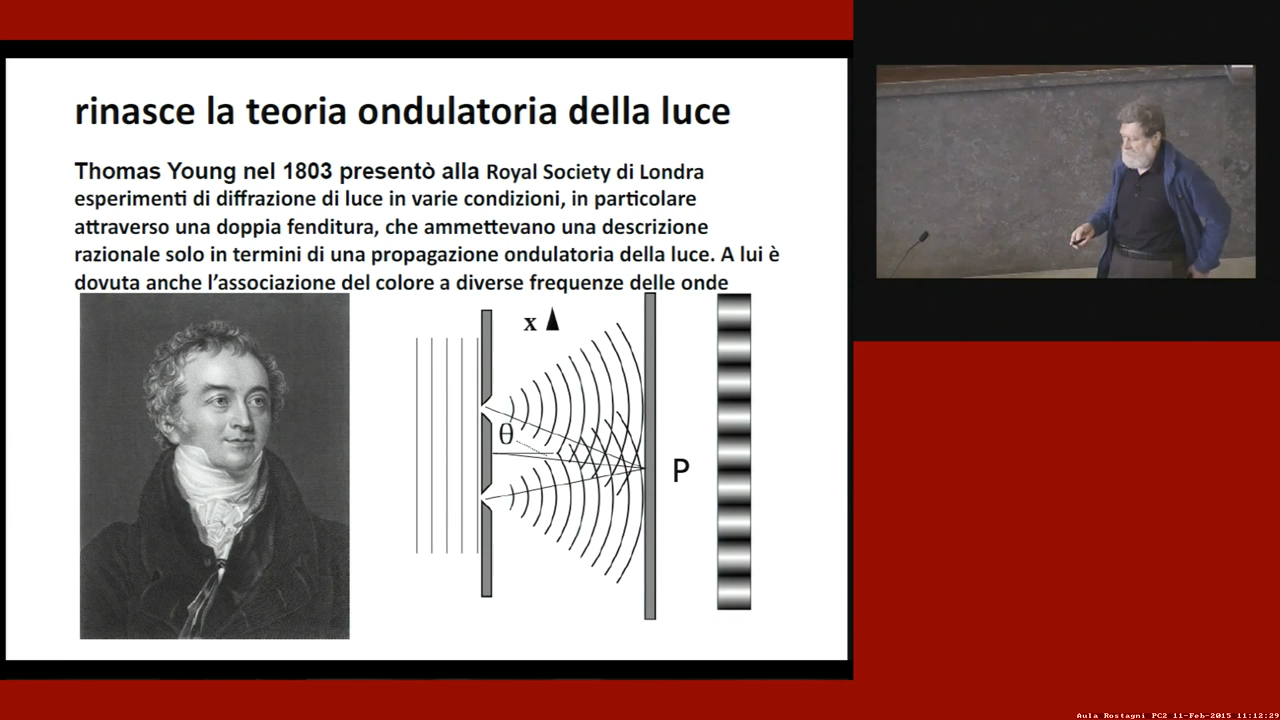 rinasce la teoria ondulatoria della luce
Thomas Young nel 1803 presentò alla Royal Society di Londra
esperimenti di diffrazione di luce in varie condizioni, in particolare
attraverso una doppia fenditura, che ammettevano una descrizione
razionale solo in termini di una propagazione ondulatoria della luce. A lui è
dovuta anche l’associazione del colore a diverse frequenze delle onde
x
θ
P
Aula Rostagni PC2 11-Feb-2015 11:12:29